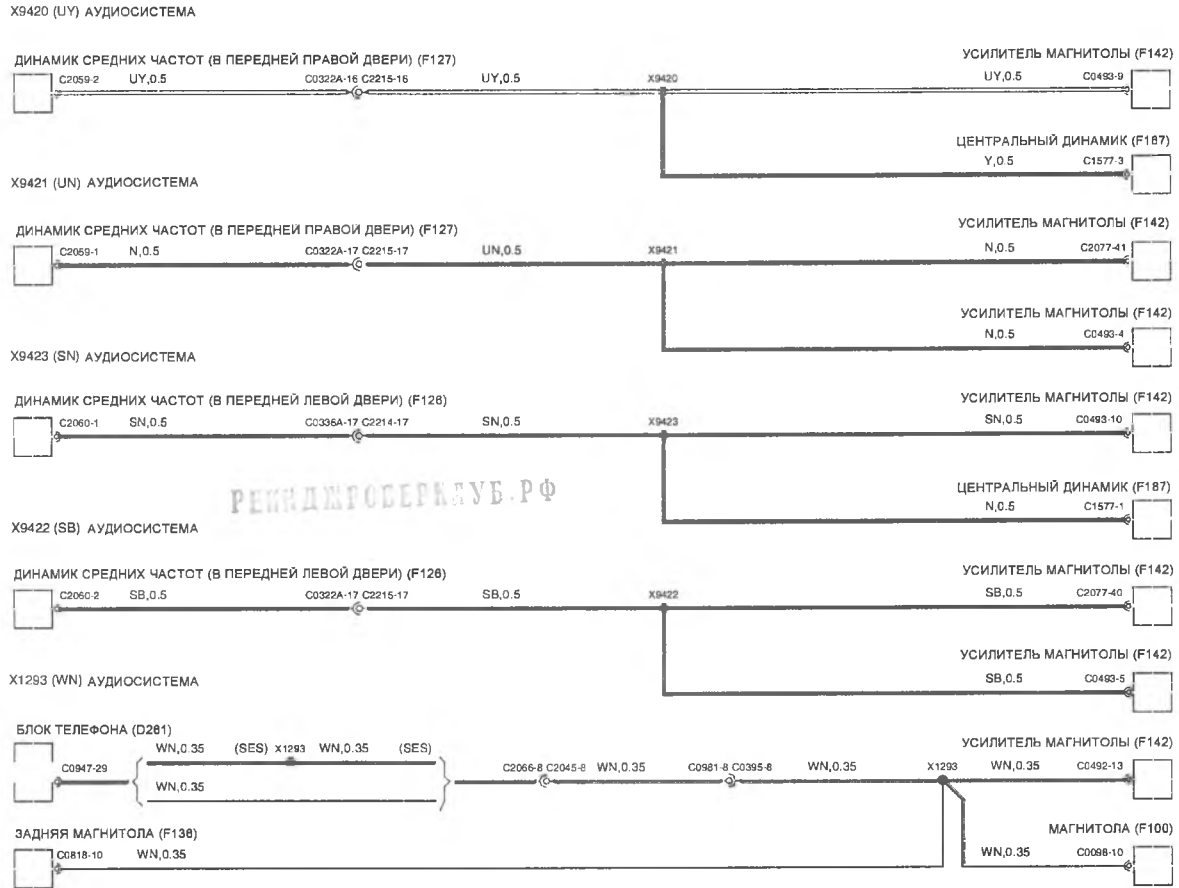 X9420 (UY) АУДИОСИСТЕМА
ДИНАМИК СРЕДНИХ ЧАСТОТ (В ПЕРЕДНЕЙ ПРАВОЙ ДВЕРИ) (F127) УСИЛИТЕЛЬ МАГНИТОЛЫ (F142)
C2059-2 UY,0.5 C0322A-16 C2215-16 UY,0.5 X9420 UY,0.5 C0493-9
ЦЕНТРАЛЬНЫЙ ДИНАМИК (F187)
Y,0.5 C1577-3
X9421 (UN) АУДИОСИСТЕМА
ДИНАМИК СРЕДНИХ ЧАСТОТ (В ПЕРЕДНЕЙ ПРАВОЙ ДВЕРИ) (F127) УСИЛИТЕЛЬ МАГНИТОЛЫ (F142)
C2059-1 N,0.5 C0322A-17 C2215-17 UN,0.5 X9421 N,0.5 C2077-41
УСИЛИТЕЛЬ МАГНИТОЛЫ (F142)
N,0.5 C0493-4
X9423 (SN) АУДИОСИСТЕМА
ДИНАМИК СРЕДНИХ ЧАСТОТ (В ПЕРЕДНЕЙ ЛЕВОЙ ДВЕРИ) (F126) УСИЛИТЕЛЬ МАГНИТОЛЫ (F142)
C2060-1 SN,0.5 C0336A-17 C2214-17 SN,0.5 X9423 SN,0.5 C0493-10
ЦЕНТРАЛЬНЫЙ ДИНАМИК (F187)
N,0.5 C1577-1
X9422 (SB) АУДИОСИСТЕМА
ДИНАМИК СРЕДНИХ ЧАСТОТ (В ПЕРЕДНЕЙ ЛЕВОЙ ДВЕРИ) (F126) УСИЛИТЕЛЬ МАГНИТОЛЫ (F142)
C2060-2 SB,0.5 C0322A-17 C2215-17 SB,0.5 X9422 SB,0.5 C2077-40
УСИЛИТЕЛЬ МАГНИТОЛЫ (F142)
SB,0.5 C0493-5
X1293 (WN) АУДИОСИСТЕМА
БЛОК ТЕЛЕФОНА (D261) УСИЛИТЕЛЬ МАГНИТОЛЫ (F142)
WN,0.35 (SES) X1293 WN,0.35 (SES)
C0947-29 C2066-8 C2045-8 WN,0.35 C0981-8 C0395-8 WN,0.35 X1293 WN,0.35 C0492-13
WN,0.35
ЗАДНЯЯ МАГНИТОЛА (F136) МАГНИТОЛА (F100)
C0818-10 WN,0.35 WN,0.35 C0098-10